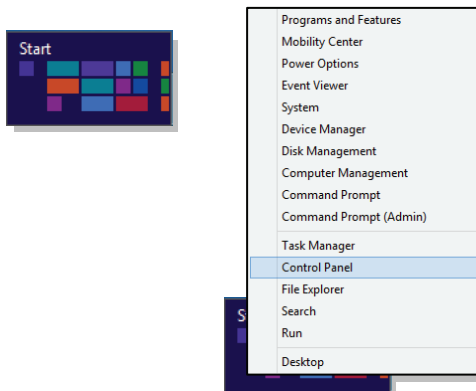 Start
Programs and Features
Mobility Center
Power Options
Event Viewer
System
Device Manager
Disk Management
Computer Management
Command Prompt
Command Prompt (Admin)
Task Manager
Control Panel
File Explorer
Search
Run
Desktop